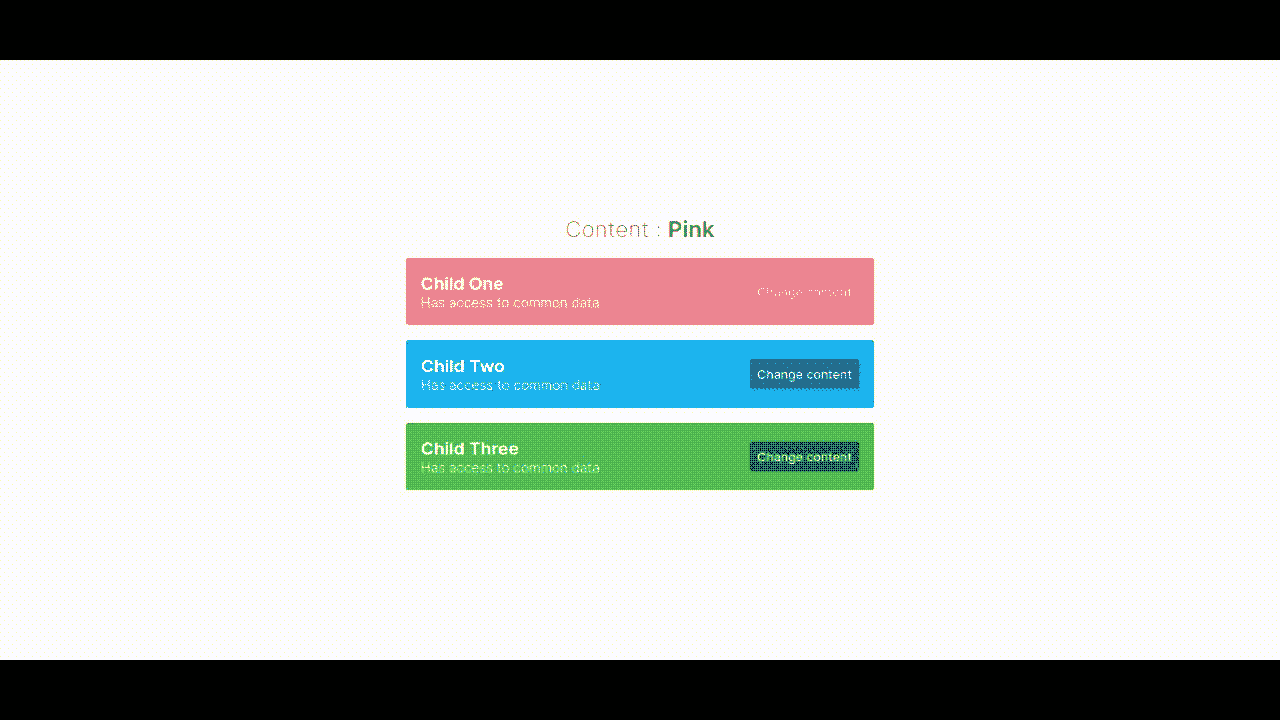 Content : Pink
Child One
Has access to common data
Change content
Child Two
Has access to common data
Change content
Child Three
Has access to common data
Change content